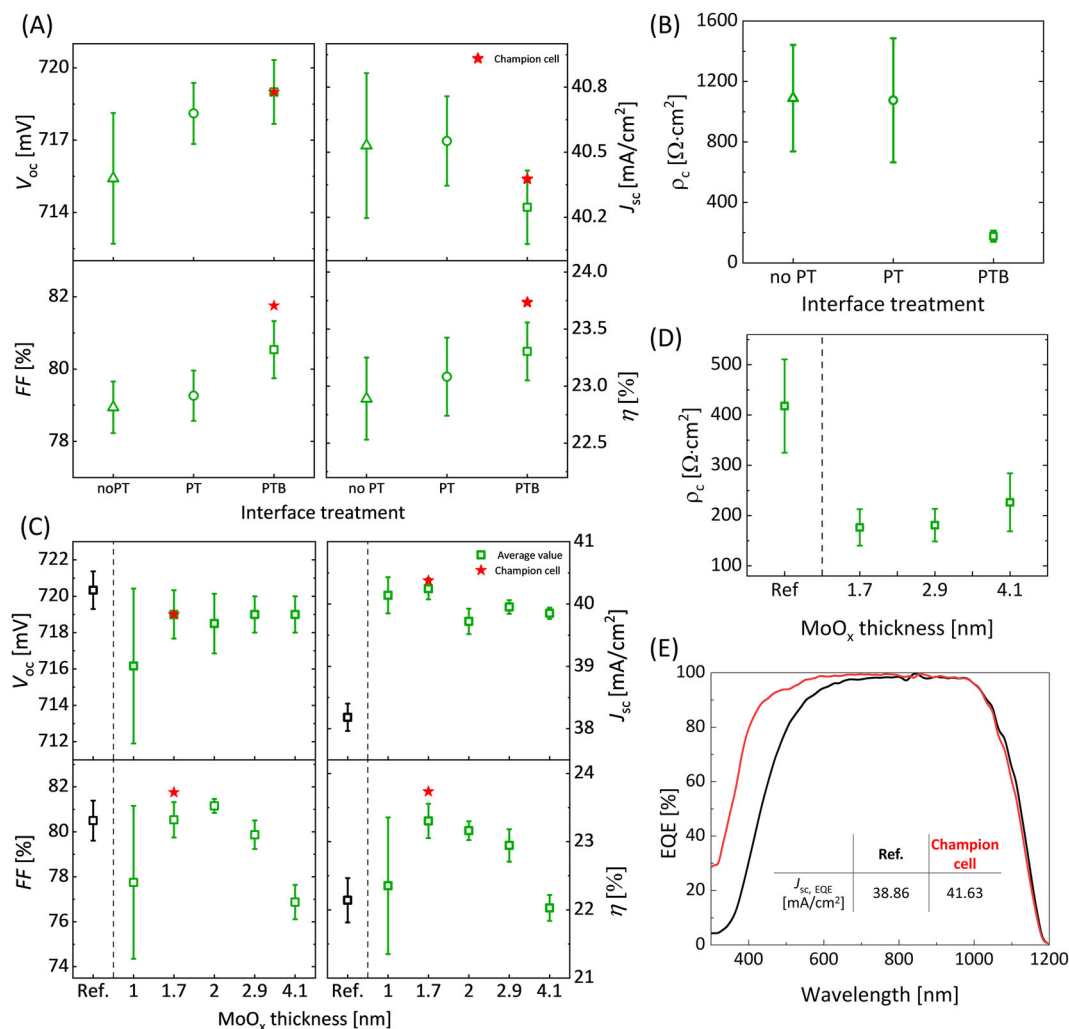 (A)
720
717
714
V_oc [mV]
Champion cell
40.8
40.5
40.2
J_sc [mA/cm²]
82
80
78
FF [%]
24.0
23.5
23.0
22.5
η [%]
noPT PT PTB
no PT PT PTB
Interface treatment
(B)
1600
1200
800
400
0
ρ_c [Ω·cm²]
no PT PT PTB
Interface treatment
(C)
722
721
720
718
716
714
712
711
V_oc [mV]
Average value
Champion cell
41
40
39
38
J_sc [mA/cm²]
82
81
80
78
76
74
73
FF [%]
24
23
22
21
η [%]
Ref. 1 1.7 2 2.9 4.1
Ref. 1 1.7 2 2.9 4.1
MoOₓ thickness [nm]
(D)
500
400
300
200
100
ρ_c [Ω·cm²]
Ref 1.7 2.9 4.1
MoOₓ thickness [nm]
(E)
100
80
60
40
20
0
EQE [%]
Ref. Champion
cell
J_sc, EQE
[mA/cm²] 38.86 41.63
400 600 800 1000 1200
Wavelength [nm]